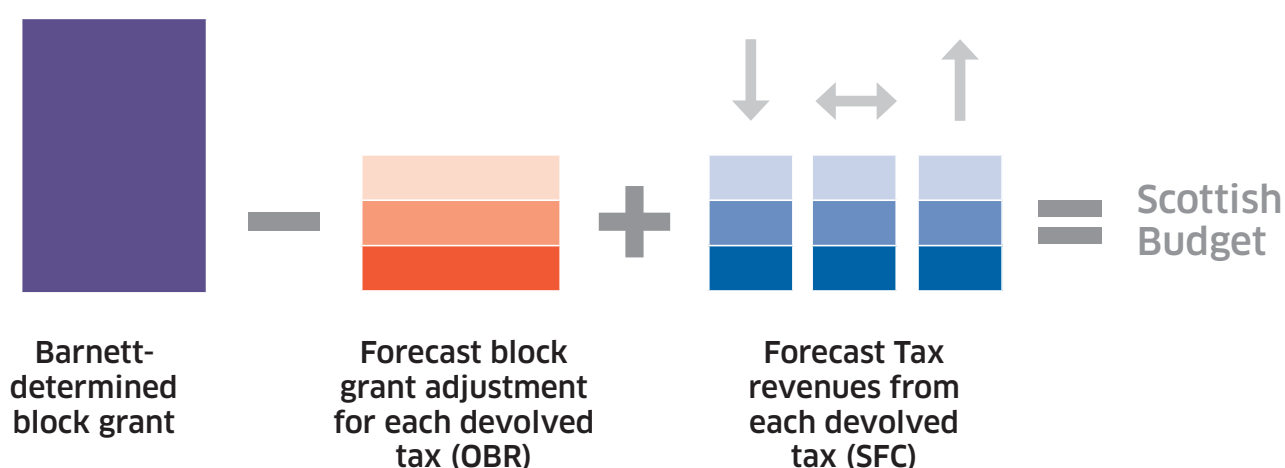 Scottish
Budget
Barnett-
determined
block grant
Forecast block
grant adjustment
for each devolved
tax (OBR)
Forecast Tax
revenues from
each devolved
tax (SFC)